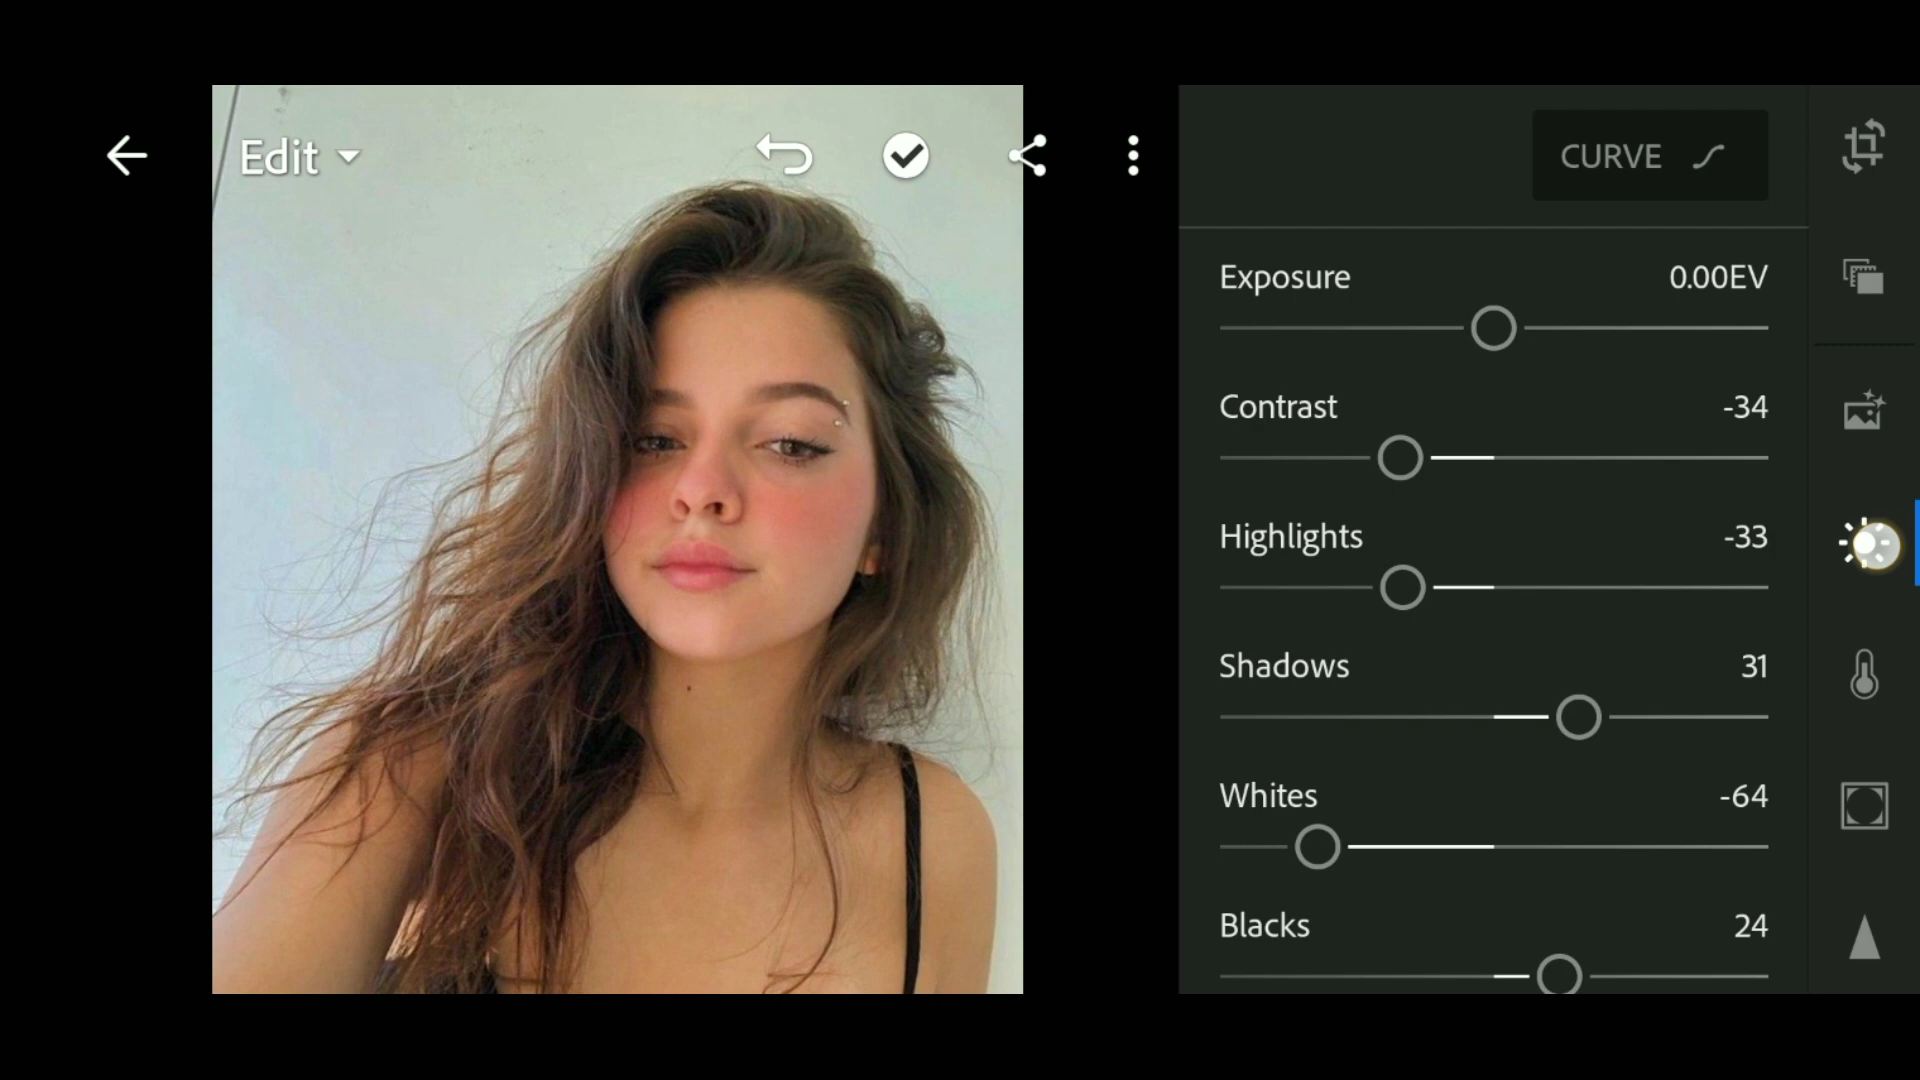 Edit
CURVE
Exposure 0.00EV
Contrast -34
Highlights -33
Shadows 31
Whites -64
Blacks 24